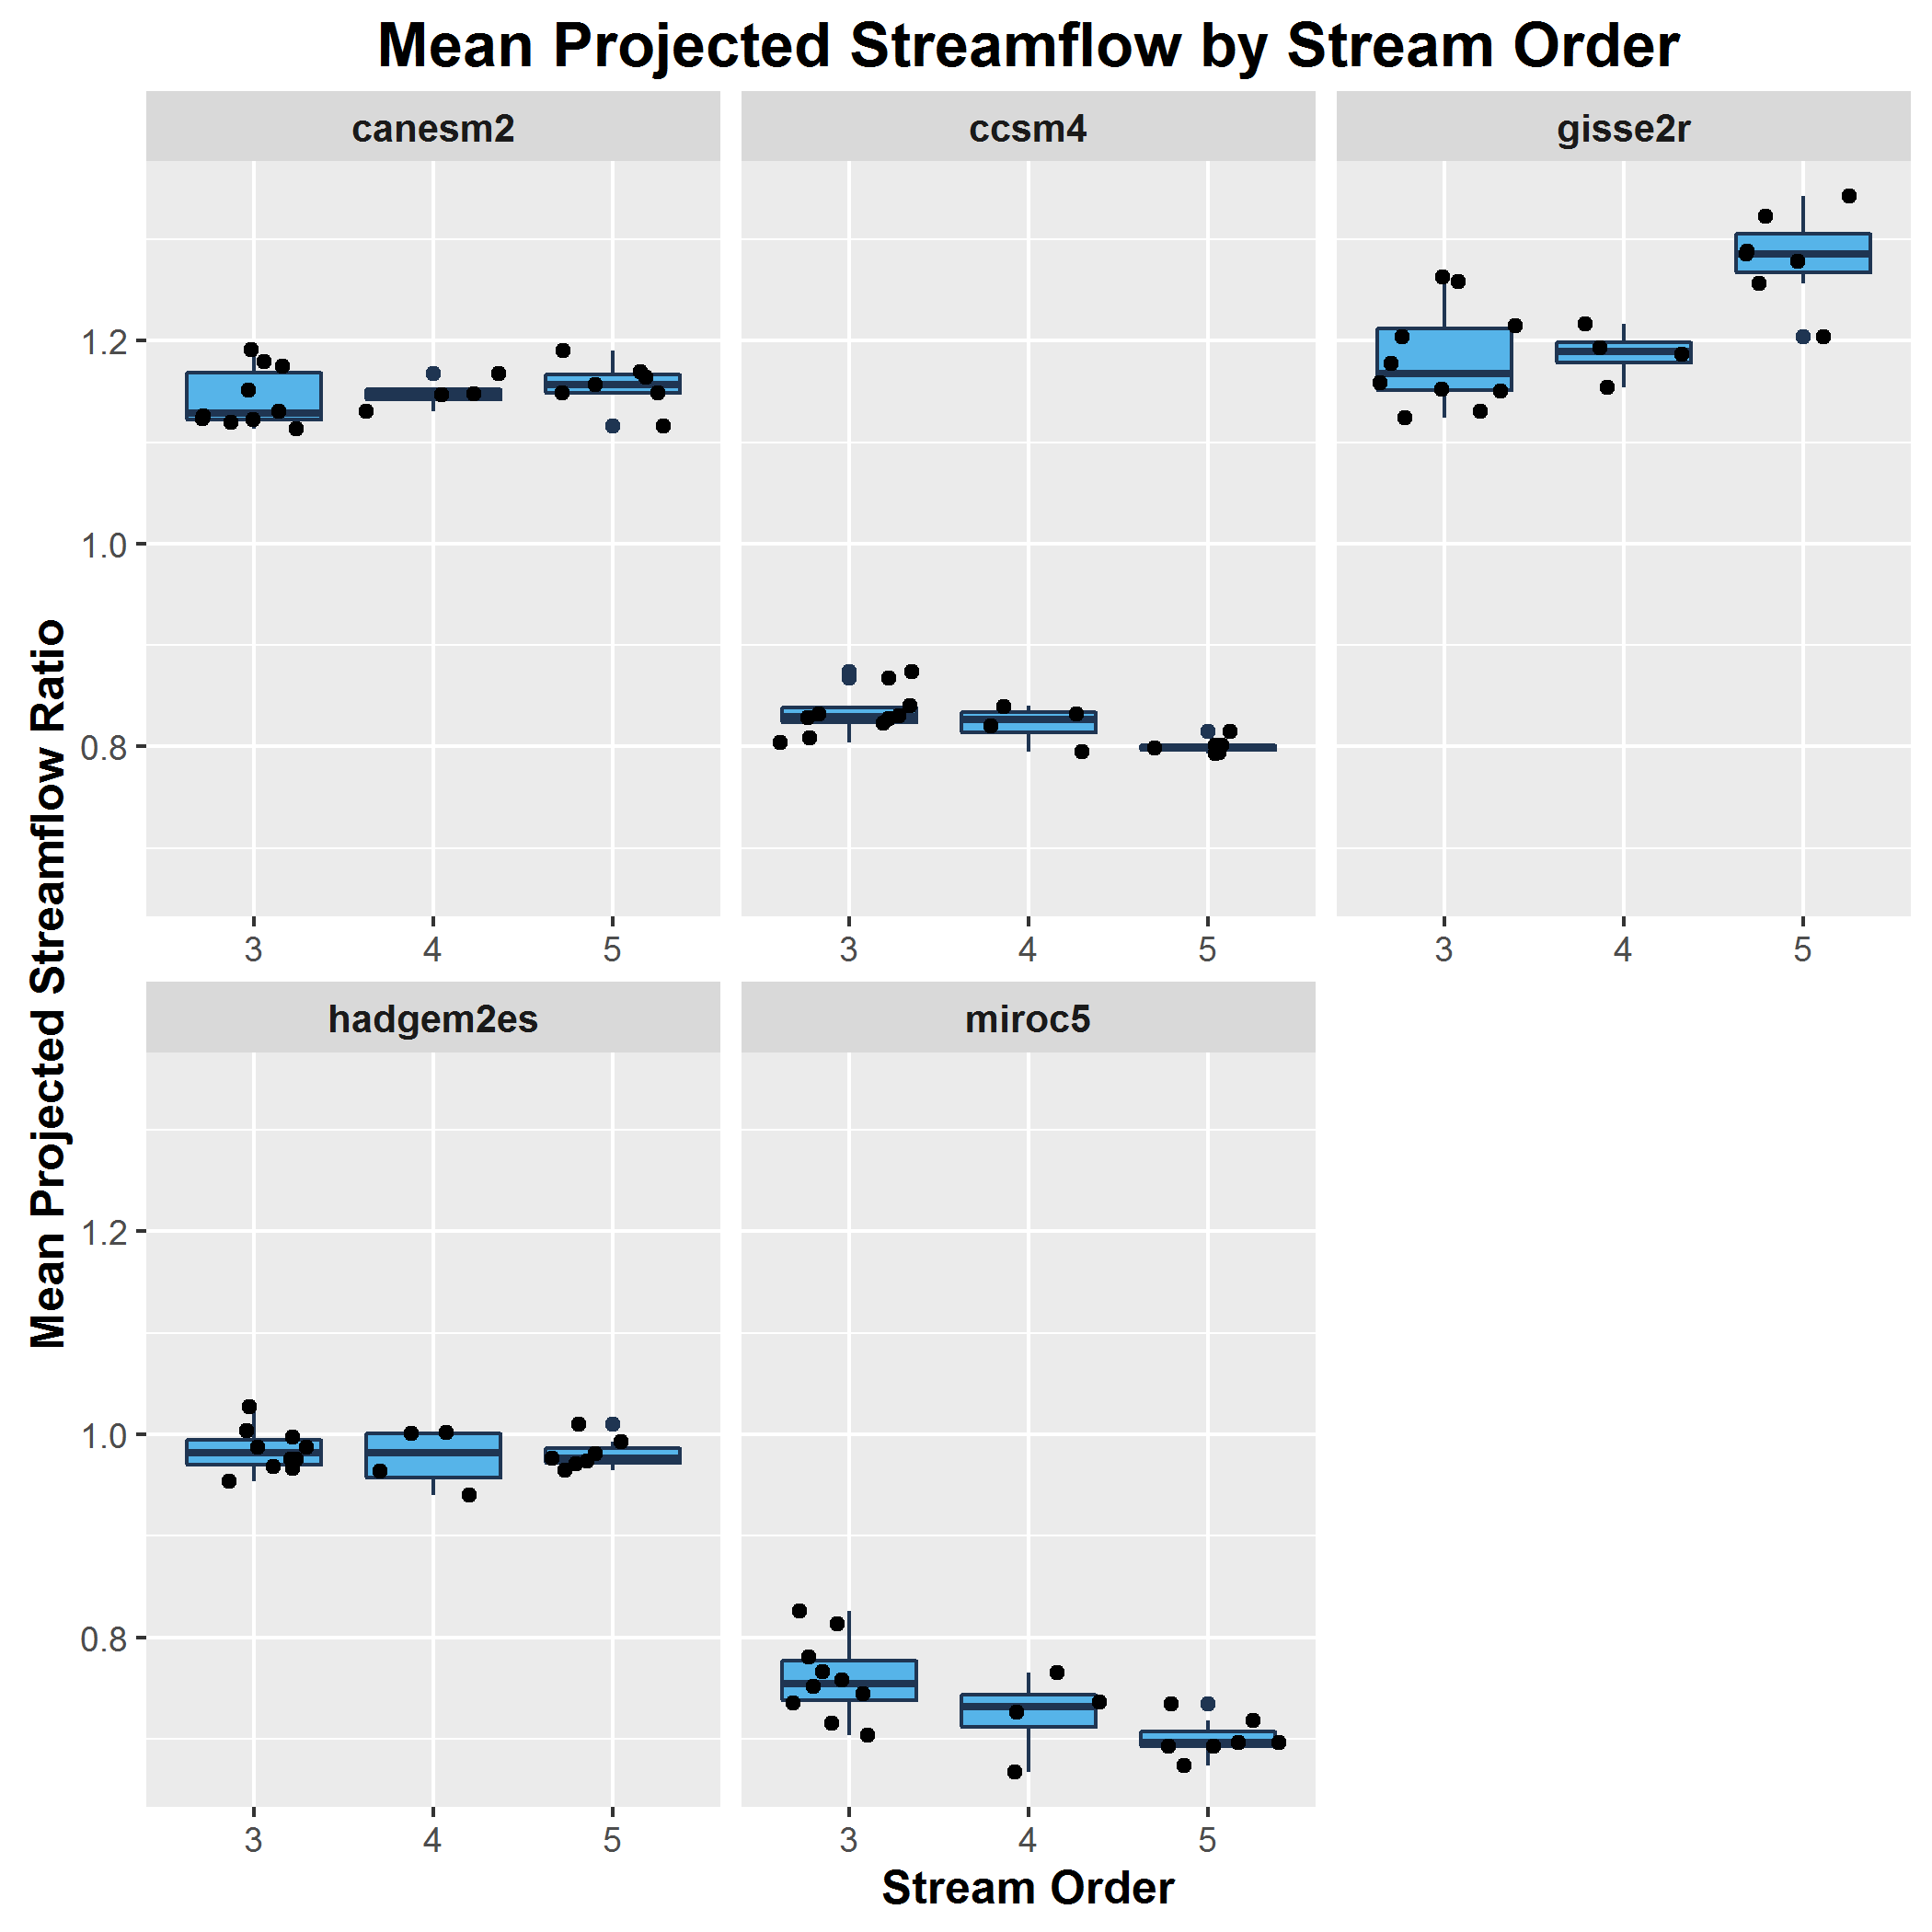 Mean Projected Streamflow by Stream Order
canesm2 ccsm4 gisse2r
1.2
1.0
0.8
3 4 5 3 4 5 3 4 5
Mean Projected Streamflow Ratio
hadgem2es miroc5
1.2
1.0
0.8
3 4 5 3 4 5
Stream Order